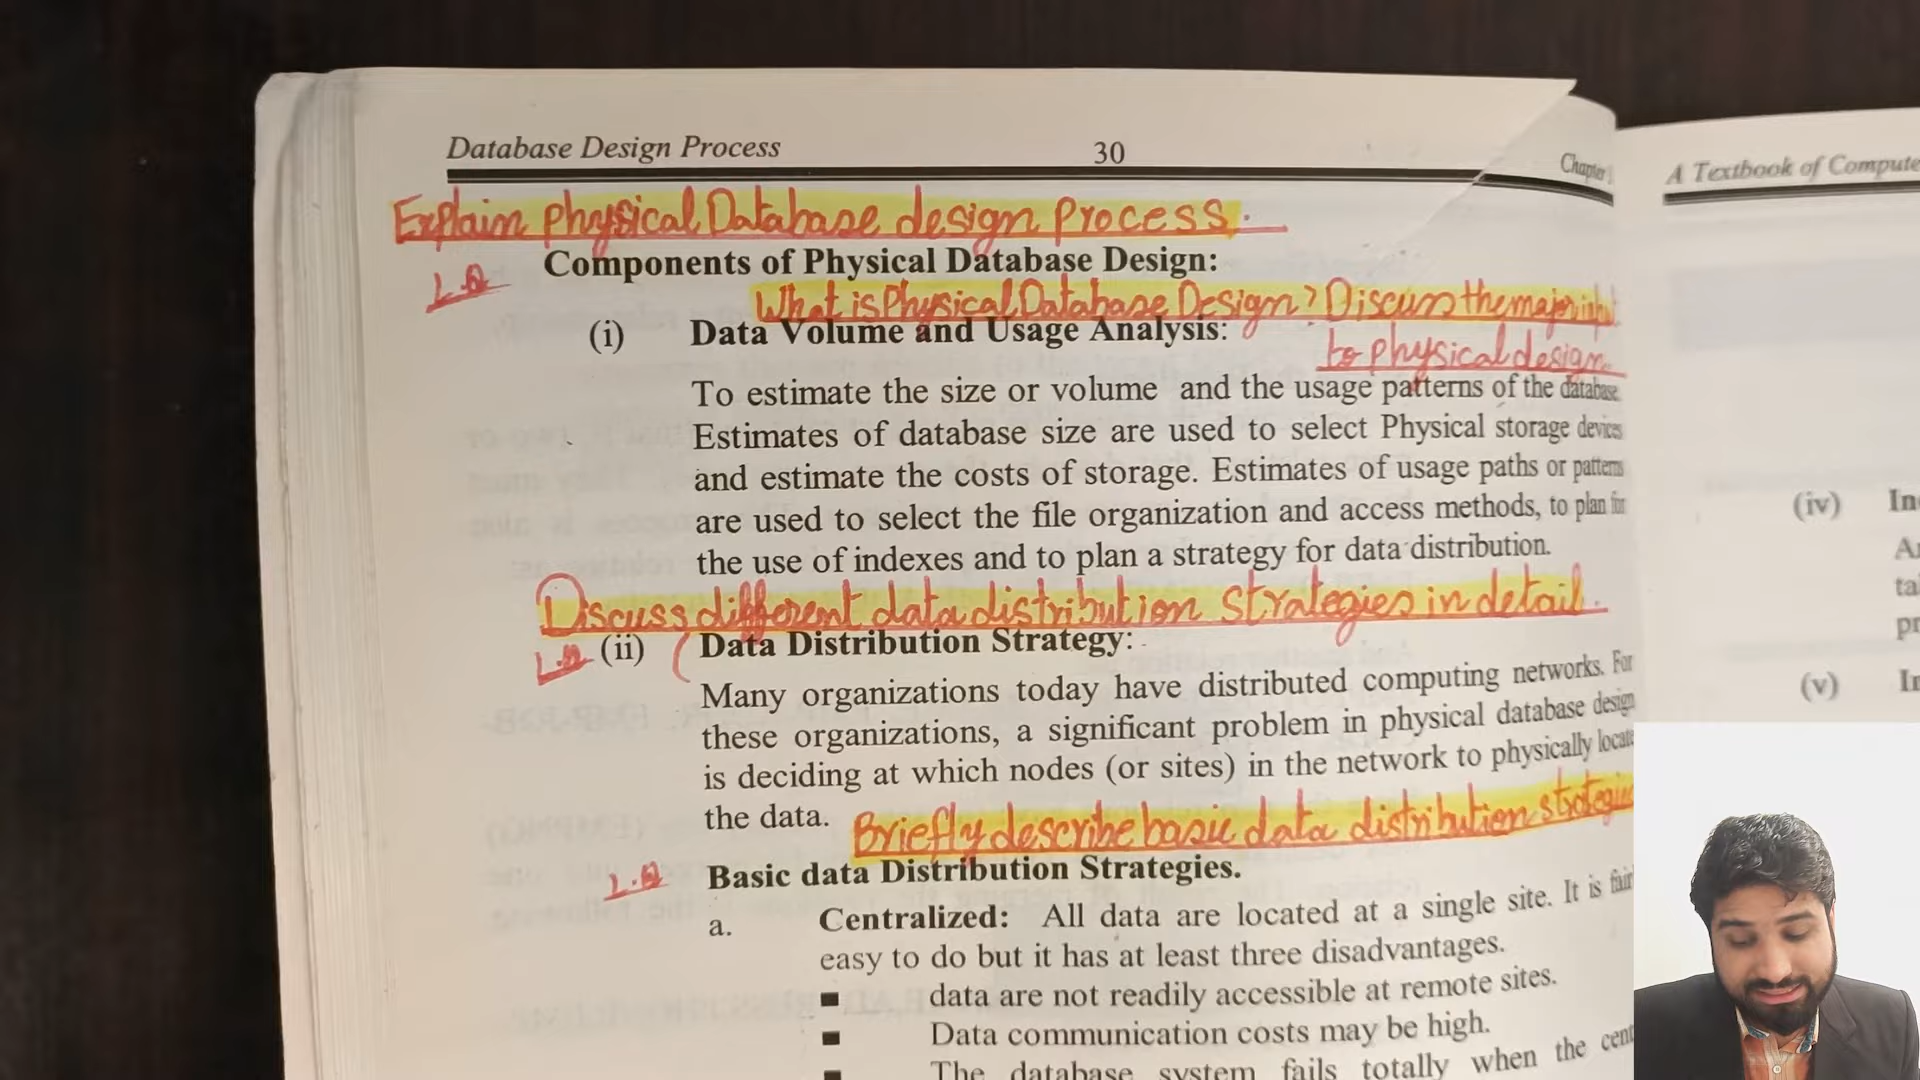 Database Design Process 30 Chapter 1
Explain physical Database design process.
L.Q Components of Physical Database Design:
What is Physical Database Design? Discuss the major
(i) Data Volume and Usage Analysis:
to physical design.
To estimate the size or volume and the usage patterns of the database.
Estimates of database size are used to select Physical storage devices
and estimate the costs of storage. Estimates of usage paths or patterns
are used to select the file organization and access methods, to plan for
the use of indexes and to plan a strategy for data distribution.
Discuss different data distribution strategies in detail.
L.Q (ii) Data Distribution Strategy:
Many organizations today have distributed computing networks. For
these organizations, a significant problem in physical database design
is deciding at which nodes (or sites) in the network to physically locate
the data.
Briefly describe basic data distribution strategies
L.Q Basic data Distribution Strategies.
a. Centralized: All data are located at a single site. It is fair
easy to do but it has at least three disadvantages.
data are not readily accessible at remote sites.
Data communication costs may be high.
The database system fails totally when the cent
A Textbook of Compute
(iv) In
ta
pr
(v) In